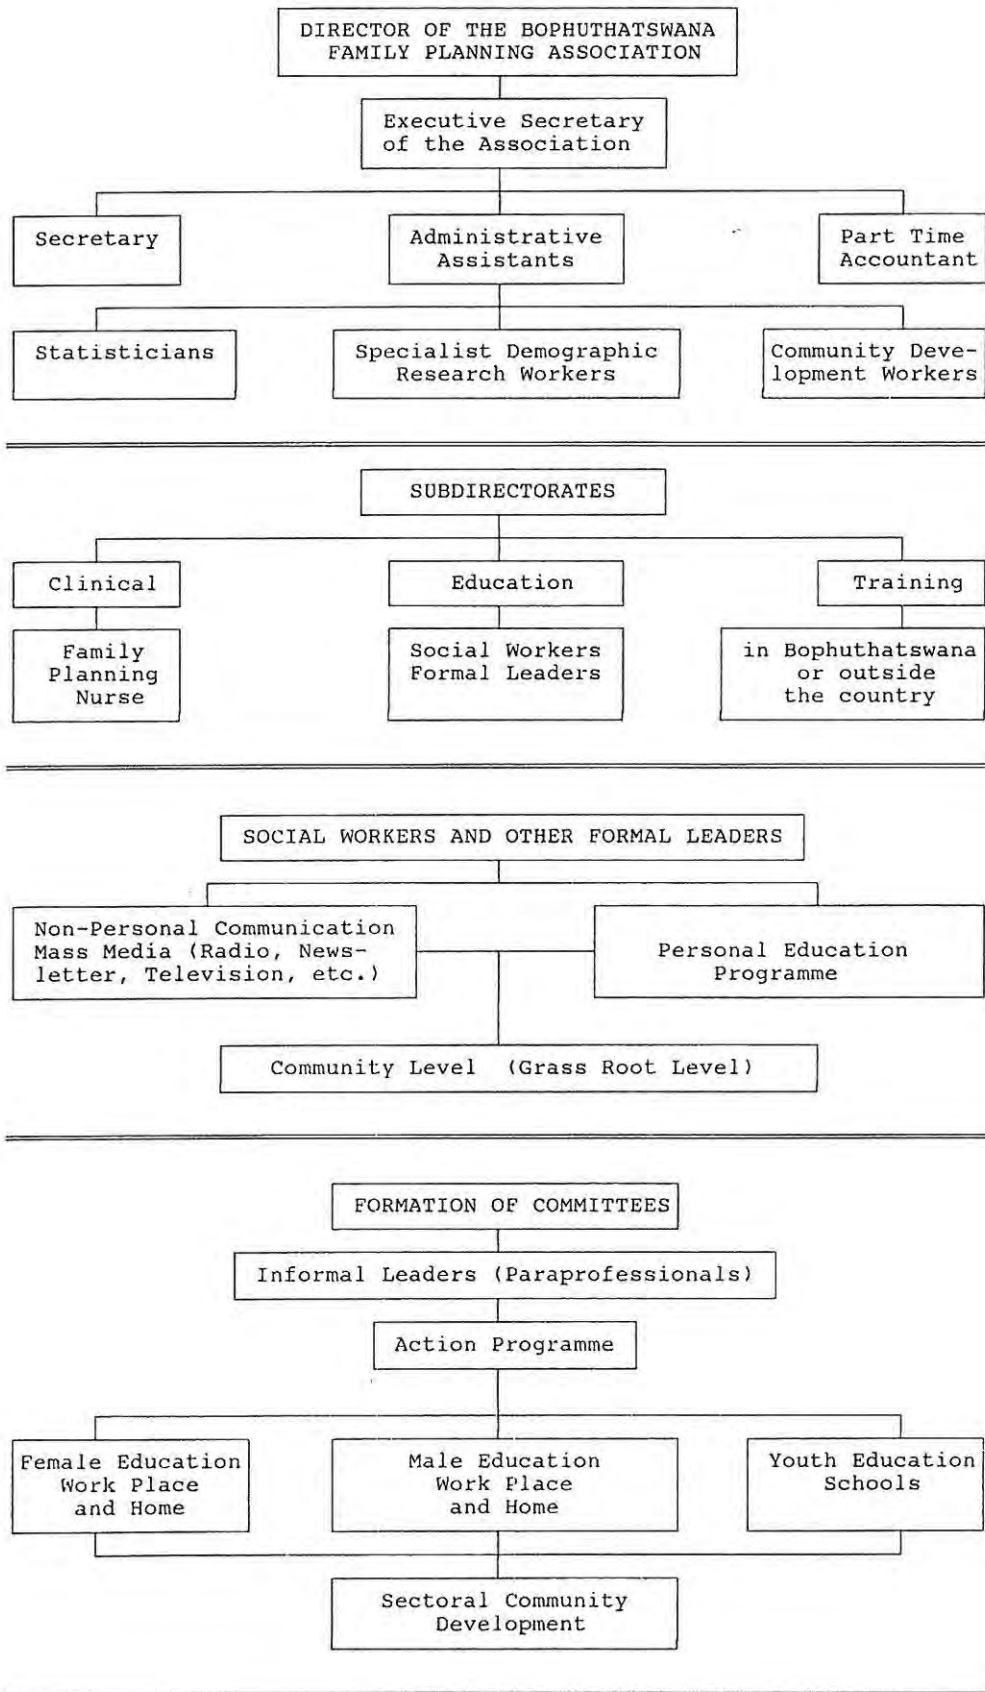 DIRECTOR OF THE BOPHUTHATSWANA
FAMILY PLANNING ASSOCIATION
Executive Secretary
of the Association
Secretary
Administrative
Assistants
Part Time
Accountant
Statisticians
Specialist Demographic
Research Workers
Community Deve-
lopment Workers
SUBDIRECTORATES
Clinical
Education
Training
Family
Planning
Nurse
Social Workers
Formal Leaders
in Bophuthatswana
or outside
the country
SOCIAL WORKERS AND OTHER FORMAL LEADERS
Non-Personal Communication
Mass Media (Radio, News-
letter, Television, etc.)
Personal Education
Programme
Community Level (Grass Root Level)
FORMATION OF COMMITTEES
Informal Leaders (Paraprofessionals)
Action Programme
Female Education
Work Place
and Home
Male Education
Work Place
and Home
Youth Education
Schools
Sectoral Community
Development